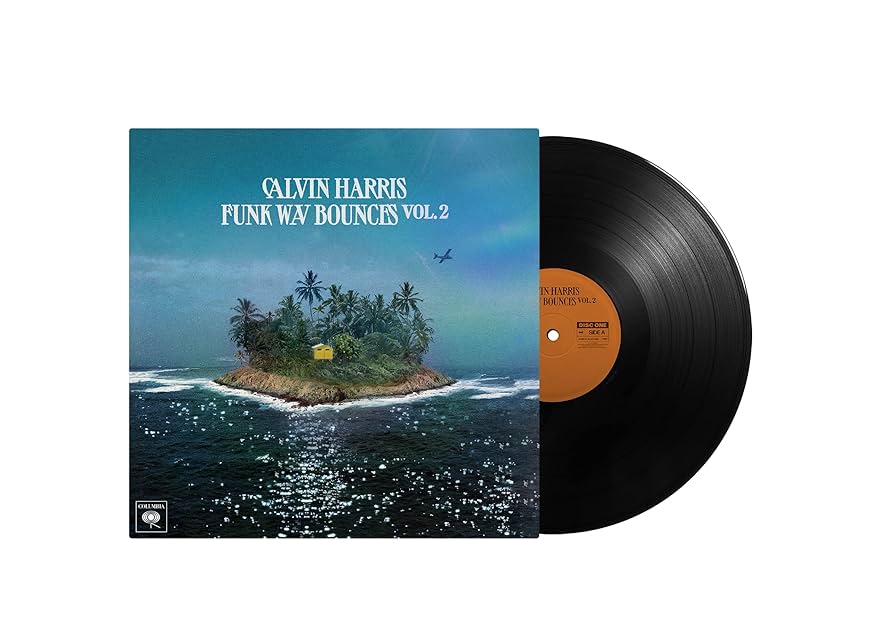 CALVIN HARRIS
FUNK WAV BOUNCES VOL. 2
COLUMBIA
VIN HARRIS
BOUNCES VOL. 2
DISC ONE
SIDE A